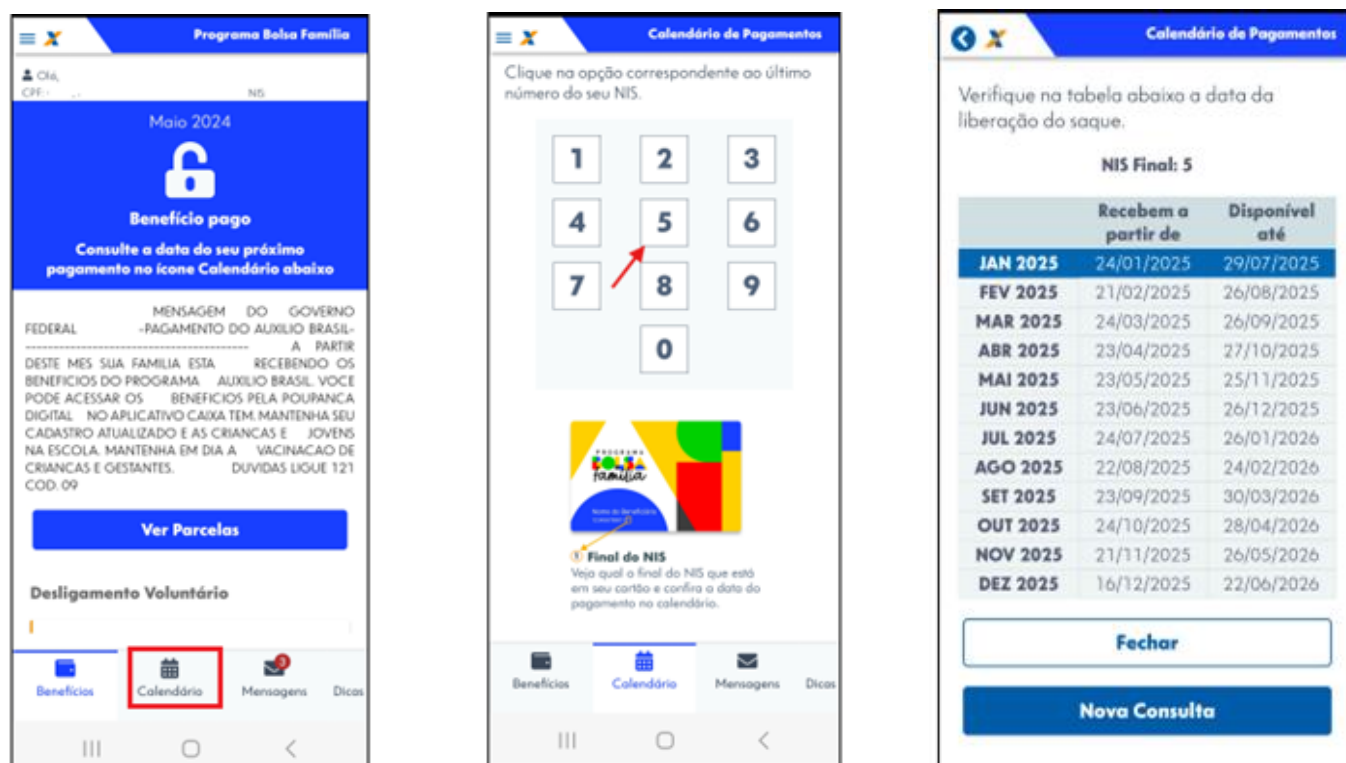 Programa Bolsa Família
Olá,
CPF:
NIS
Maio 2024
Benefício pago
Consulte a data do seu próximo
pagamento no ícone Calendário abaixo
MENSAGEM DO GOVERNO
FEDERAL -PAGAMENTO DO AUXILIO BRASIL-
---------------------------------------- A PARTIR
DESTE MES SUA FAMILIA ESTA RECEBENDO OS
BENEFICIOS DO PROGRAMA AUXILIO BRASIL. VOCE
PODE ACESSAR OS BENEFICIOS PELA POUPANCA
DIGITAL NO APLICATIVO CAIXA TEM. MANTENHA SEU
CADASTRO ATUALIZADO E AS CRIANCAS E JOVENS
NA ESCOLA. MANTENHA EM DIA A VACINACAO DE
CRIANCAS E GESTANTES. DUVIDAS LIGUE 121
COD. 09
Ver Parcelas
Desligamento Voluntário
Benefícios Calendário Mensagens Dicas
Calendário de Pagamentos
Clique na opção correspondente ao último
número do seu NIS.
1 2 3
4 5 6
7 8 9
0
PROGRAMA
BOLSA
família
Nome do Beneficiário
1 Final do NIS
Veja qual o final do NIS que está
em seu cartão e confira a data do
pagamento no calendário.
Benefícios Calendário Mensagens Dicas
Calendário de Pagamentos
Verifique na tabela abaixo a data da
liberação do saque.
NIS Final: 5
Recebem a Disponível
partir de até
JAN 2025 24/01/2025 29/07/2025
FEV 2025 21/02/2025 26/08/2025
MAR 2025 24/03/2025 26/09/2025
ABR 2025 23/04/2025 27/10/2025
MAI 2025 23/05/2025 25/11/2025
JUN 2025 23/06/2025 26/12/2025
JUL 2025 24/07/2025 26/01/2026
AGO 2025 22/08/2025 24/02/2026
SET 2025 23/09/2025 30/03/2026
OUT 2025 24/10/2025 28/04/2026
NOV 2025 21/11/2025 26/05/2026
DEZ 2025 16/12/2025 22/06/2026
Fechar
Nova Consulta